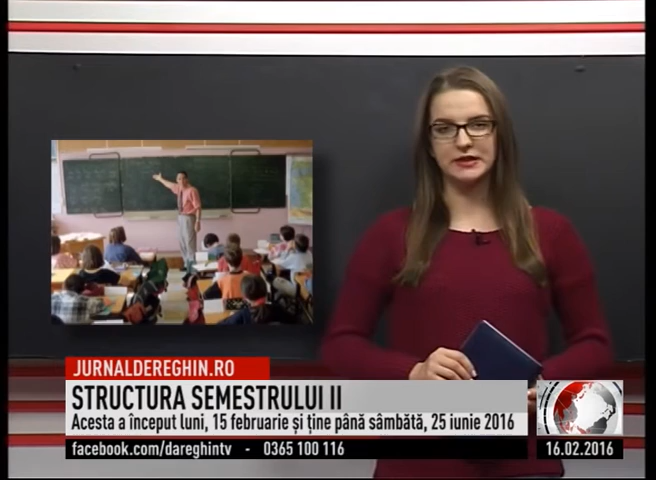 JURNALDEREGHIN.RO
STRUCTURA SEMESTRULUI II
Acesta a început luni, 15 februarie și ține până sâmbătă, 25 iunie 2016
facebook.com/dareghintv - 0365 100 116
16.02.2016